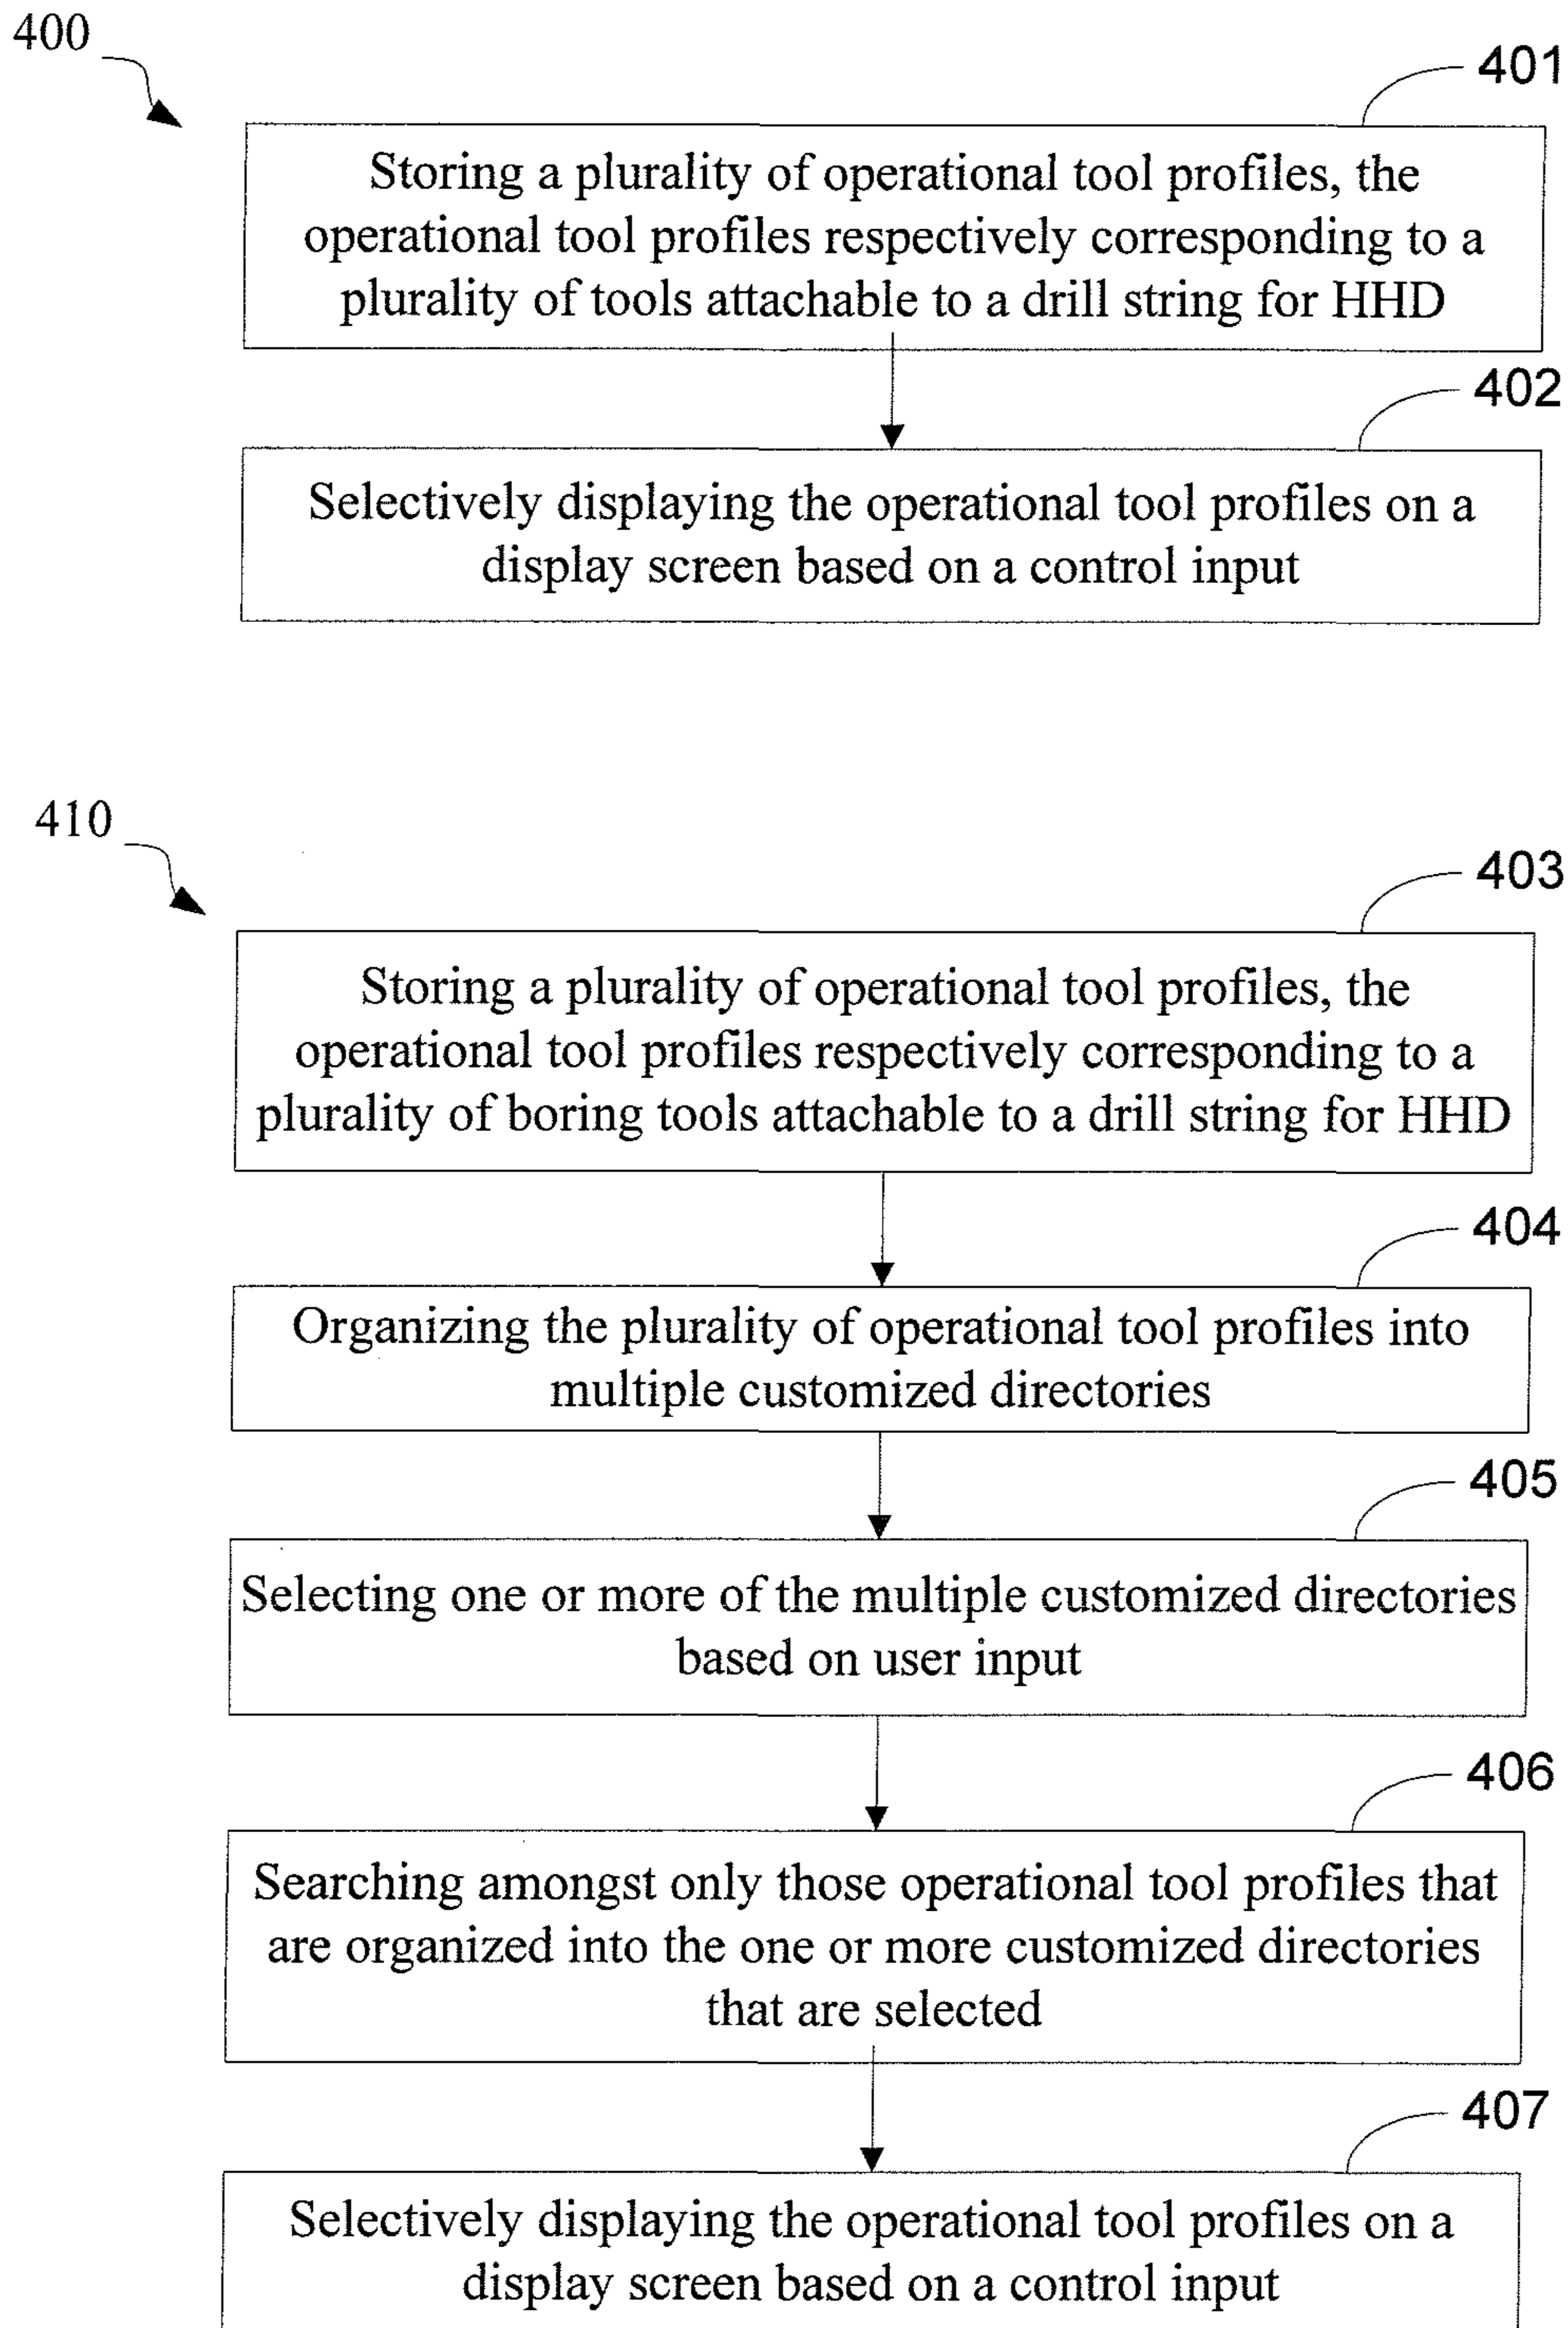 400
401
Storing a plurality of operational tool profiles, the
operational tool profiles respectively corresponding to a
plurality of tools attachable to a drill string for HHD
402
Selectively displaying the operational tool profiles on a
display screen based on a control input
410
403
Storing a plurality of operational tool profiles, the
operational tool profiles respectively corresponding to a
plurality of boring tools attachable to a drill string for HHD
404
Organizing the plurality of operational tool profiles into
multiple customized directories
405
Selecting one or more of the multiple customized directories
based on user input
406
Searching amongst only those operational tool profiles that
are organized into the one or more customized directories
that are selected
407
Selectively displaying the operational tool profiles on a
display screen based on a control input